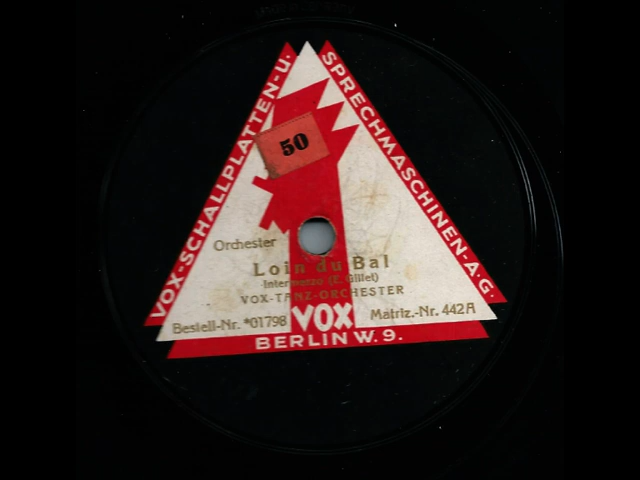 VOX-SCHALLPLATTEN-U.
SPRECHMASCHINEN-A.G.
50
Orchester
Loin du Bal
Intermezzo (E. Gillet)
VOX-TANZ-ORCHESTER
Bestell-Nr. *01798
VOX
Matriz.-Nr. 442A
BERLIN W. 9.